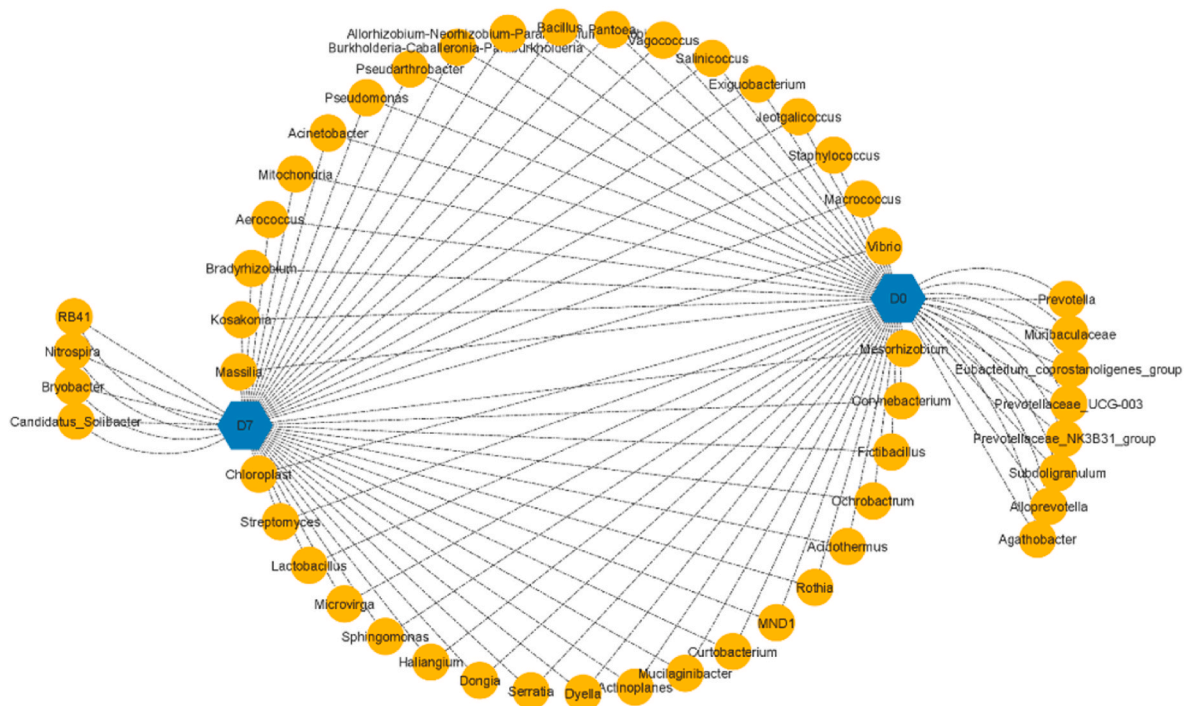 Allorhizobium-Neorhizobium-Para
Bacillus
Pantoea
Vagococcus
Burkholderia-Caballeronia-Paraburkholderia
Salinicoccus
Pseudarthrobacter
Exiguobacterium
Pseudomonas
Jeotgalicoccus
Acinetobacter
Staphylococcus
Mitochondria
Macrococcus
Aerococcus
Vibrio
Bradyrhizobium
D0
Prevotella
RB41
Kosakonia
Muribaculaceae
Nitrospira
Mesorhizobium
Massilia
Eubacterium_coprostanoligenes_group
Bryobacter
Corynebacterium
Prevotellaceae_UCG-003
Candidatus_Solibacter
D7
Prevotellaceae_NK3B31_group
Fictibacillus
Chloroplast
Subdoligranulum
Ochrobactrum
Alloprevotella
Streptomyces
Agathobacter
Acidothermus
Lactobacillus
Rothia
Microvirga
MND1
Sphingomonas
Curtobacterium
Haliangium
Mucilaginibacter
Dongia
Actinoplanes
Serratia
Dyella